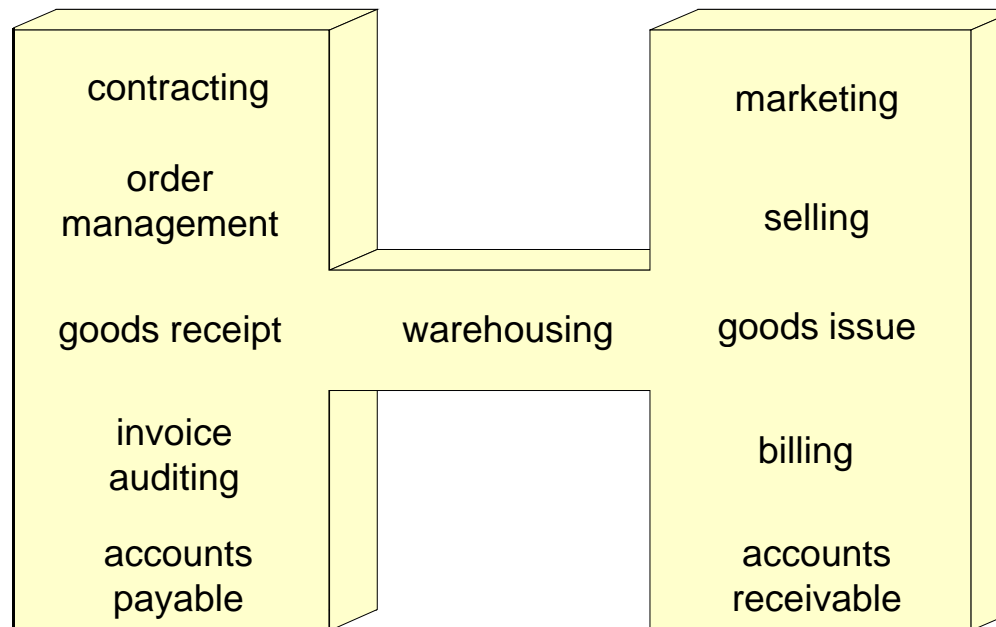 contracting
order
management
goods receipt
invoice
auditing
accounts
payable
warehousing
marketing
selling
goods issue
billing
accounts
receivable